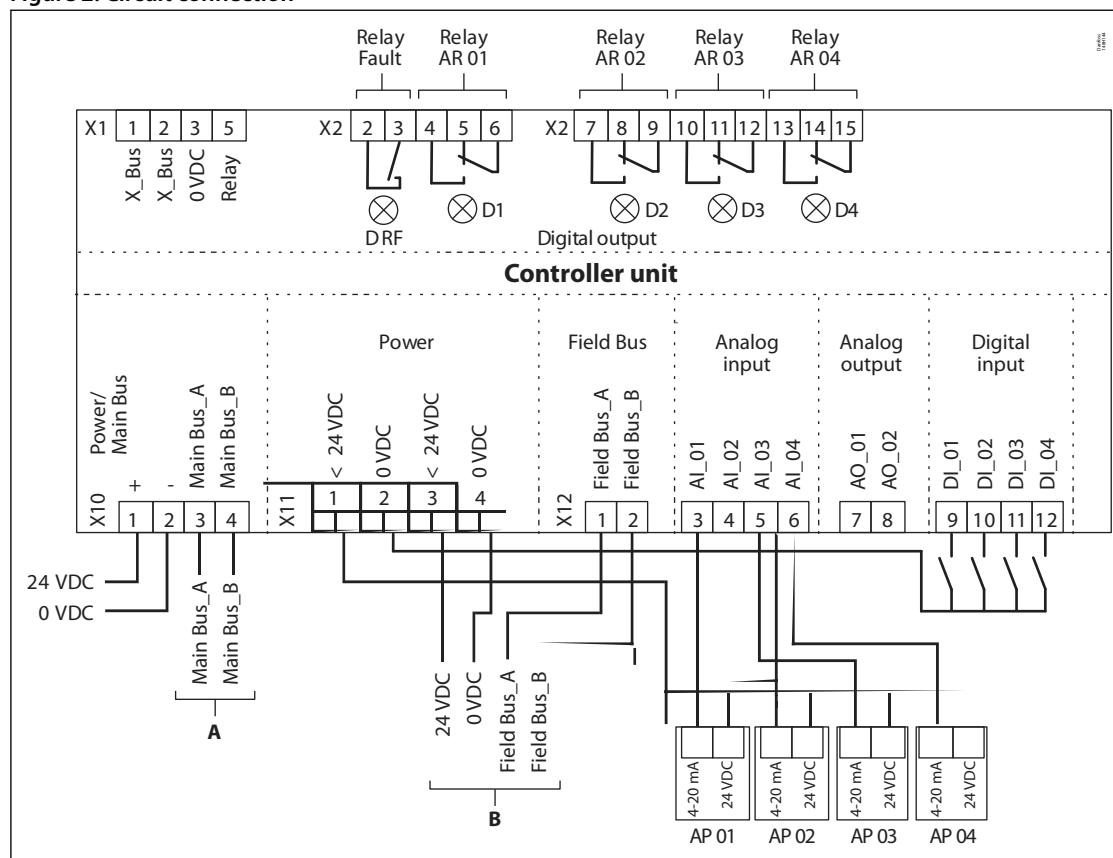 Figure 2: Circuit connection
Relay Fault
Relay AR 01
Relay AR 02
Relay AR 03
Relay AR 04
X1 1 2 3 5
X_Bus
X_Bus
0 VDC
Relay
X2 2 3 4 5 6
X2 7 8 9 10 11 12 13 14 15
DRF
D1
D2
D3
D4
Digital output
Controller unit
Power/
Main Bus
Power
Field Bus
Analog
input
Analog
output
Digital
input
+
-
Main Bus_A
Main Bus_B
< 24 VDC
0 VDC
< 24 VDC
0 VDC
Field Bus_A
Field Bus_B
AI_01
AI_02
AI_03
AI_04
AO_01
AO_02
DI_01
DI_02
DI_03
DI_04
X10 1 2 3 4
X11 1 2 3 4
X12 1 2 3 4 5 6 7 8 9 10 11 12
24 VDC
0 VDC
Main Bus_A
Main Bus_B
A
24 VDC
0 VDC
Field Bus_A
Field Bus_B
B
4-20 mA
24 VDC
4-20 mA
24 VDC
4-20 mA
24 VDC
4-20 mA
24 VDC
AP 01
AP 02
AP 03
AP 04